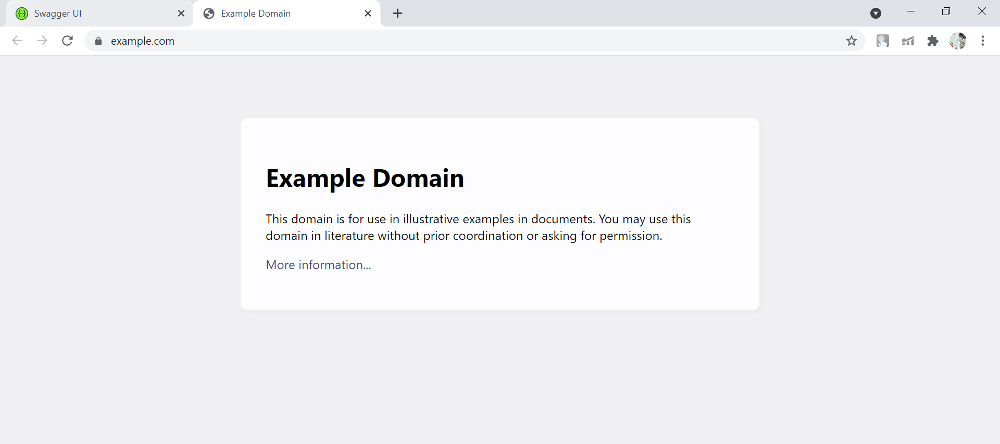 Swagger UI
Example Domain
example.com
Example Domain
This domain is for use in illustrative examples in documents. You may use this
domain in literature without prior coordination or asking for permission.
More information...